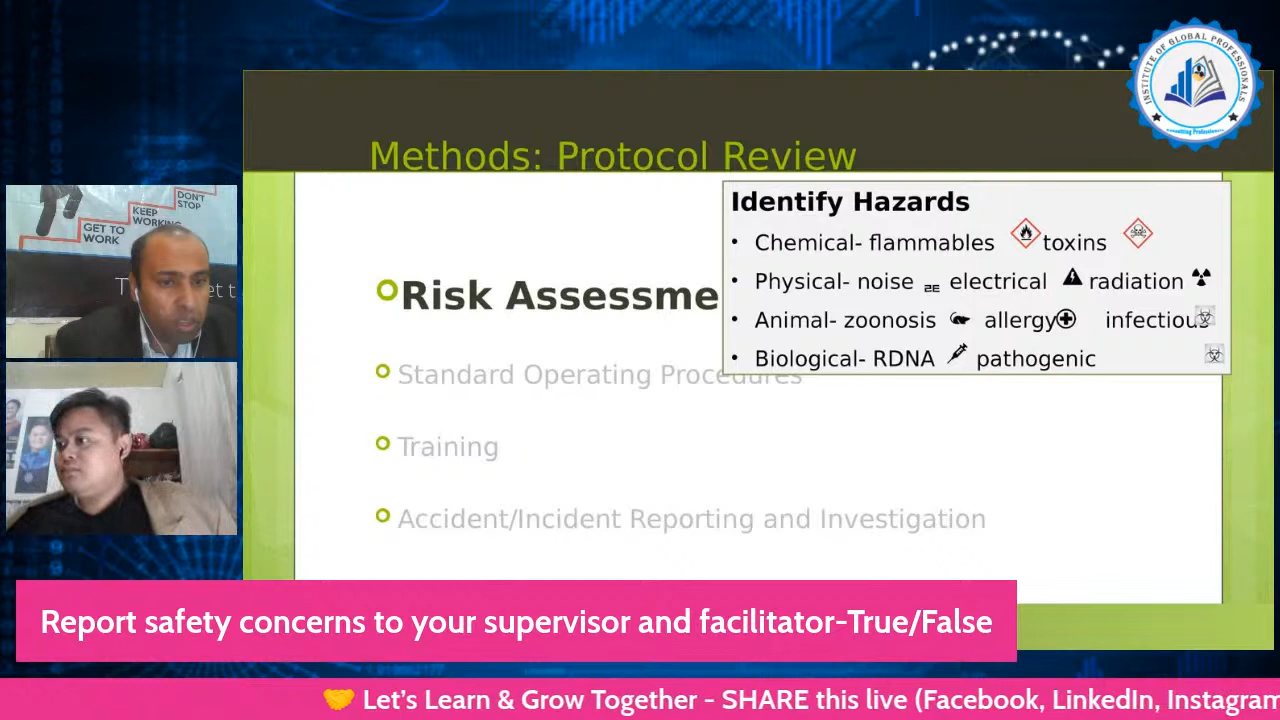 INSTITUTE OF GLOBAL PROFESSIONALS
Connecting Professionals
Methods: Protocol Review
Identify Hazards
• Chemical- flammables toxins
• Physical- noise electrical radiation
• Animal- zoonosis allergy infectious
• Biological- RDNA pathogenic
Risk Assessme
Standard Operating Procedures
Training
Accident/Incident Reporting and Investigation
DON'T
STOP
KEEP
WORKING
GET TO
WORK
T
et t
Report safety concerns to your supervisor and facilitator-True/False
🤝 Let's Learn & Grow Together - SHARE this live (Facebook, LinkedIn, Instagram